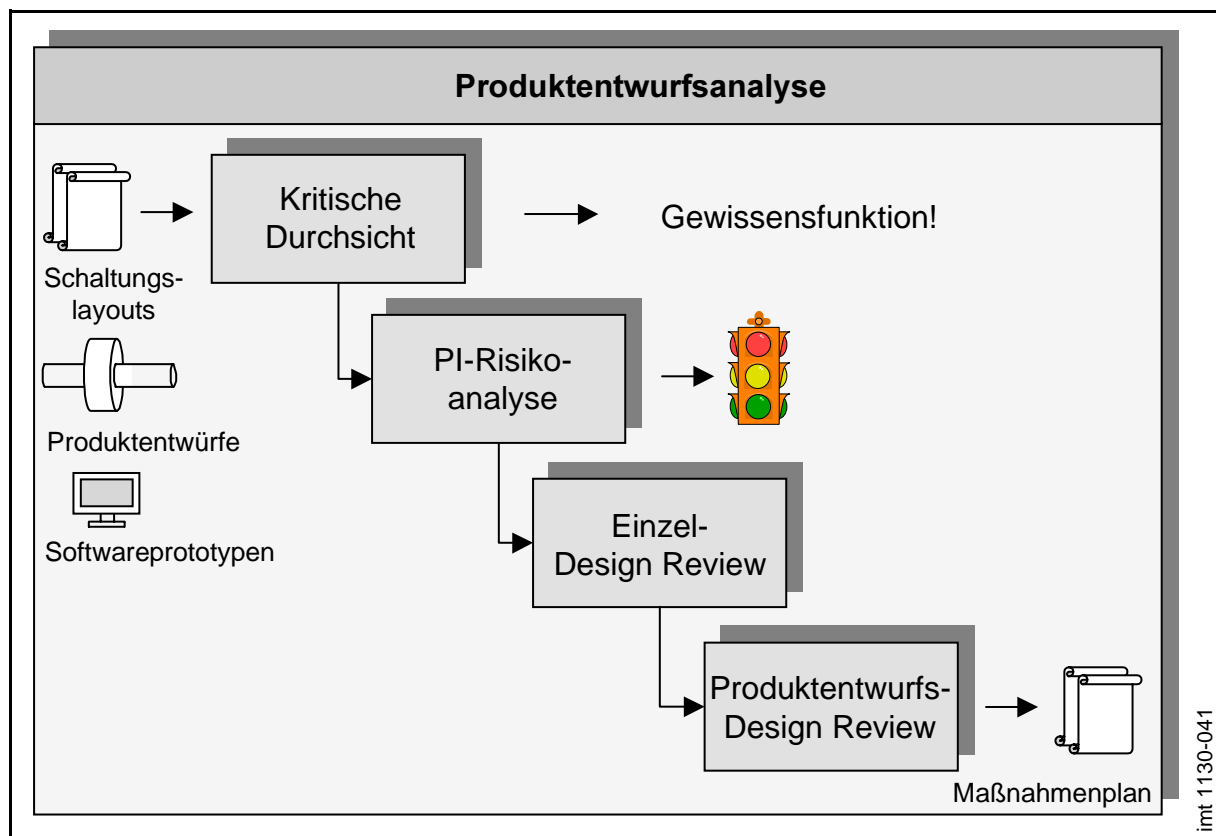 Produktentwurfsanalyse
Kritische
Durchsicht
Gewissensfunktion!
Schaltungs-
layouts
PI-Risiko-
analyse
Produktentwürfe
Softwareprototypen
Einzel-
Design Review
Produktentwurfs-
Design Review
Maßnahmenplan
imt 1130-041